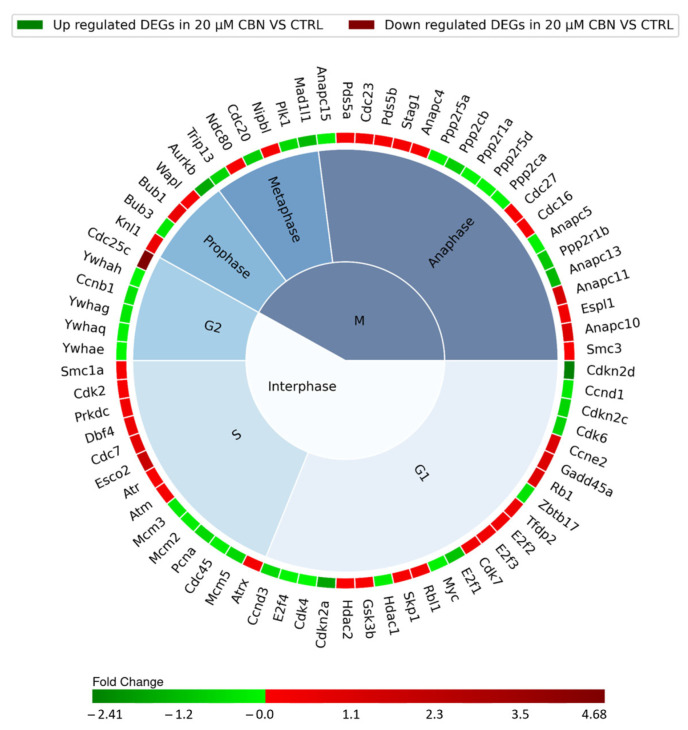 Up regulated DEGs in 20 μM CBN VS CTRL
Down regulated DEGs in 20 μM CBN VS CTRL
Anapc15
Pds5a
Cdc23
Pds5b
Stag1
Anapc4
Ppp2r5a
Ppp2cb
Ppp2r1a
Ppp2r5d
Ppp2ca
Cdc27
Cdc16
Anapc5
Ppp2r1b
Anapc13
Anapc11
Espl1
Anapc10
Smc3
Cdkn2d
Ccnd1
Cdkn2c
Cdk6
Ccne2
Gadd45a
Rb1
Zbtb17
Tfdp2
E2f2
E2f3
Cdk7
E2f1
Myc
Rbl1
Skp1
Hdac1
Gsk3b
Hdac2
Cdkn2a
Cdk4
E2f4
Ccnd3
Atrx
Mcm5
Cdc45
Pcna
Mcm2
Mcm3
Atm
Atr
Esco2
Cdc7
Dbf4
Prkdc
Cdk2
Smc1a
Ywhae
Ywhaq
Ywhag
Ccnb1
Ywhah
Cdc25c
Knl1
Bub3
Bub1
Wapl
Aurkb
Trip13
Ndc80
Cdc20
Nipbl
Plk1
Mad1l1
Metaphase
Anaphase
Prophase
G2
M
Interphase
S
G1
Fold Change
−2.41
−1.2
−0.0
1.1
2.3
3.5
4.68